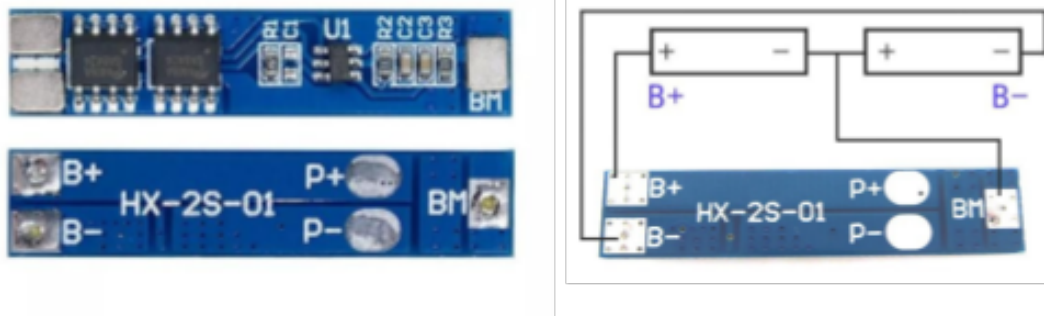 R1 C1 U1 R2 C2 C3 R3
BM
B+ P+
HX-2S-01 BM
B- P-
+ - + -
B+ B-
B+ P+
HX-2S-01 BM
B- P-